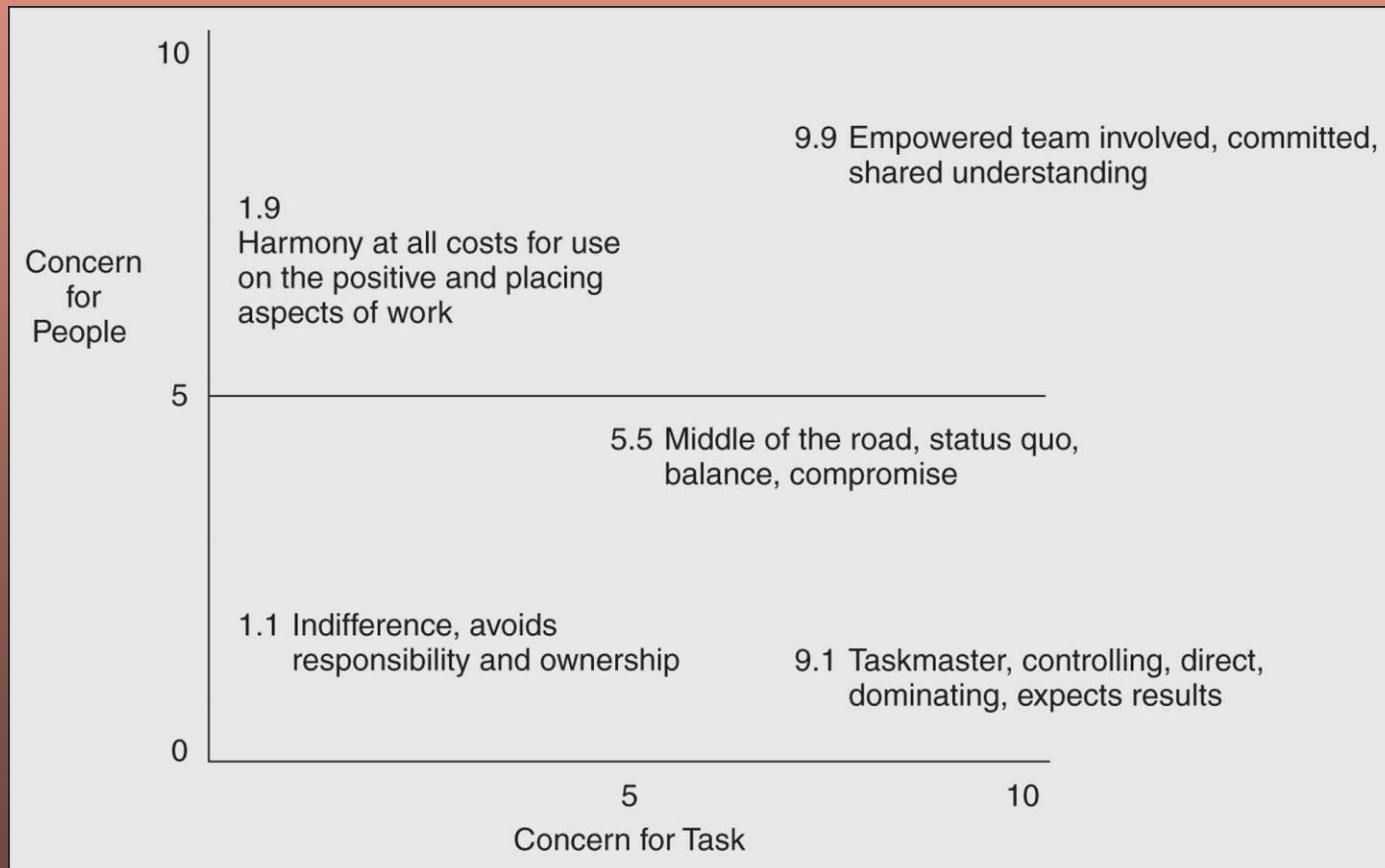 10
9.9 Empowered team involved, committed,
shared understanding
1.9
Harmony at all costs for use
on the positive and placing
aspects of work
Concern
for
People
5
5.5 Middle of the road, status quo,
balance, compromise
1.1 Indifference, avoids
responsibility and ownership
9.1 Taskmaster, controlling, direct,
dominating, expects results
0
5
10
Concern for Task